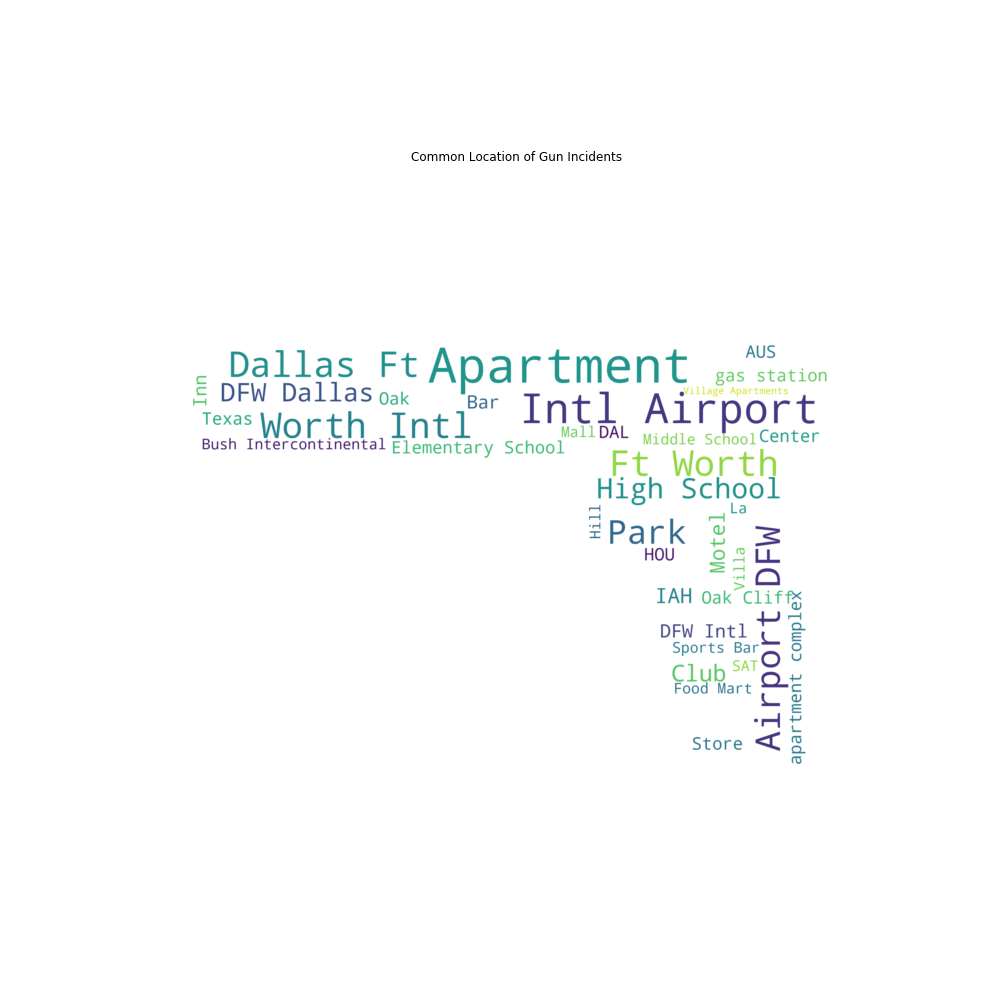 Common Location of Gun Incidents
Apartment
Dallas Ft
AUS
gas station
Inn
DFW Dallas
Village Apartments
Oak
Bar
Intl Airport
Texas
Worth Intl
Mall
DAL
Middle School
Center
Bush Intercontinental
Elementary School
Ft Worth
High School
La
Hill
Park
Motel
HOU
Villa
Airport DFW
IAH
Oak Cliff
apartment complex
DFW Intl
Sports Bar
SAT
Club
Food Mart
Store